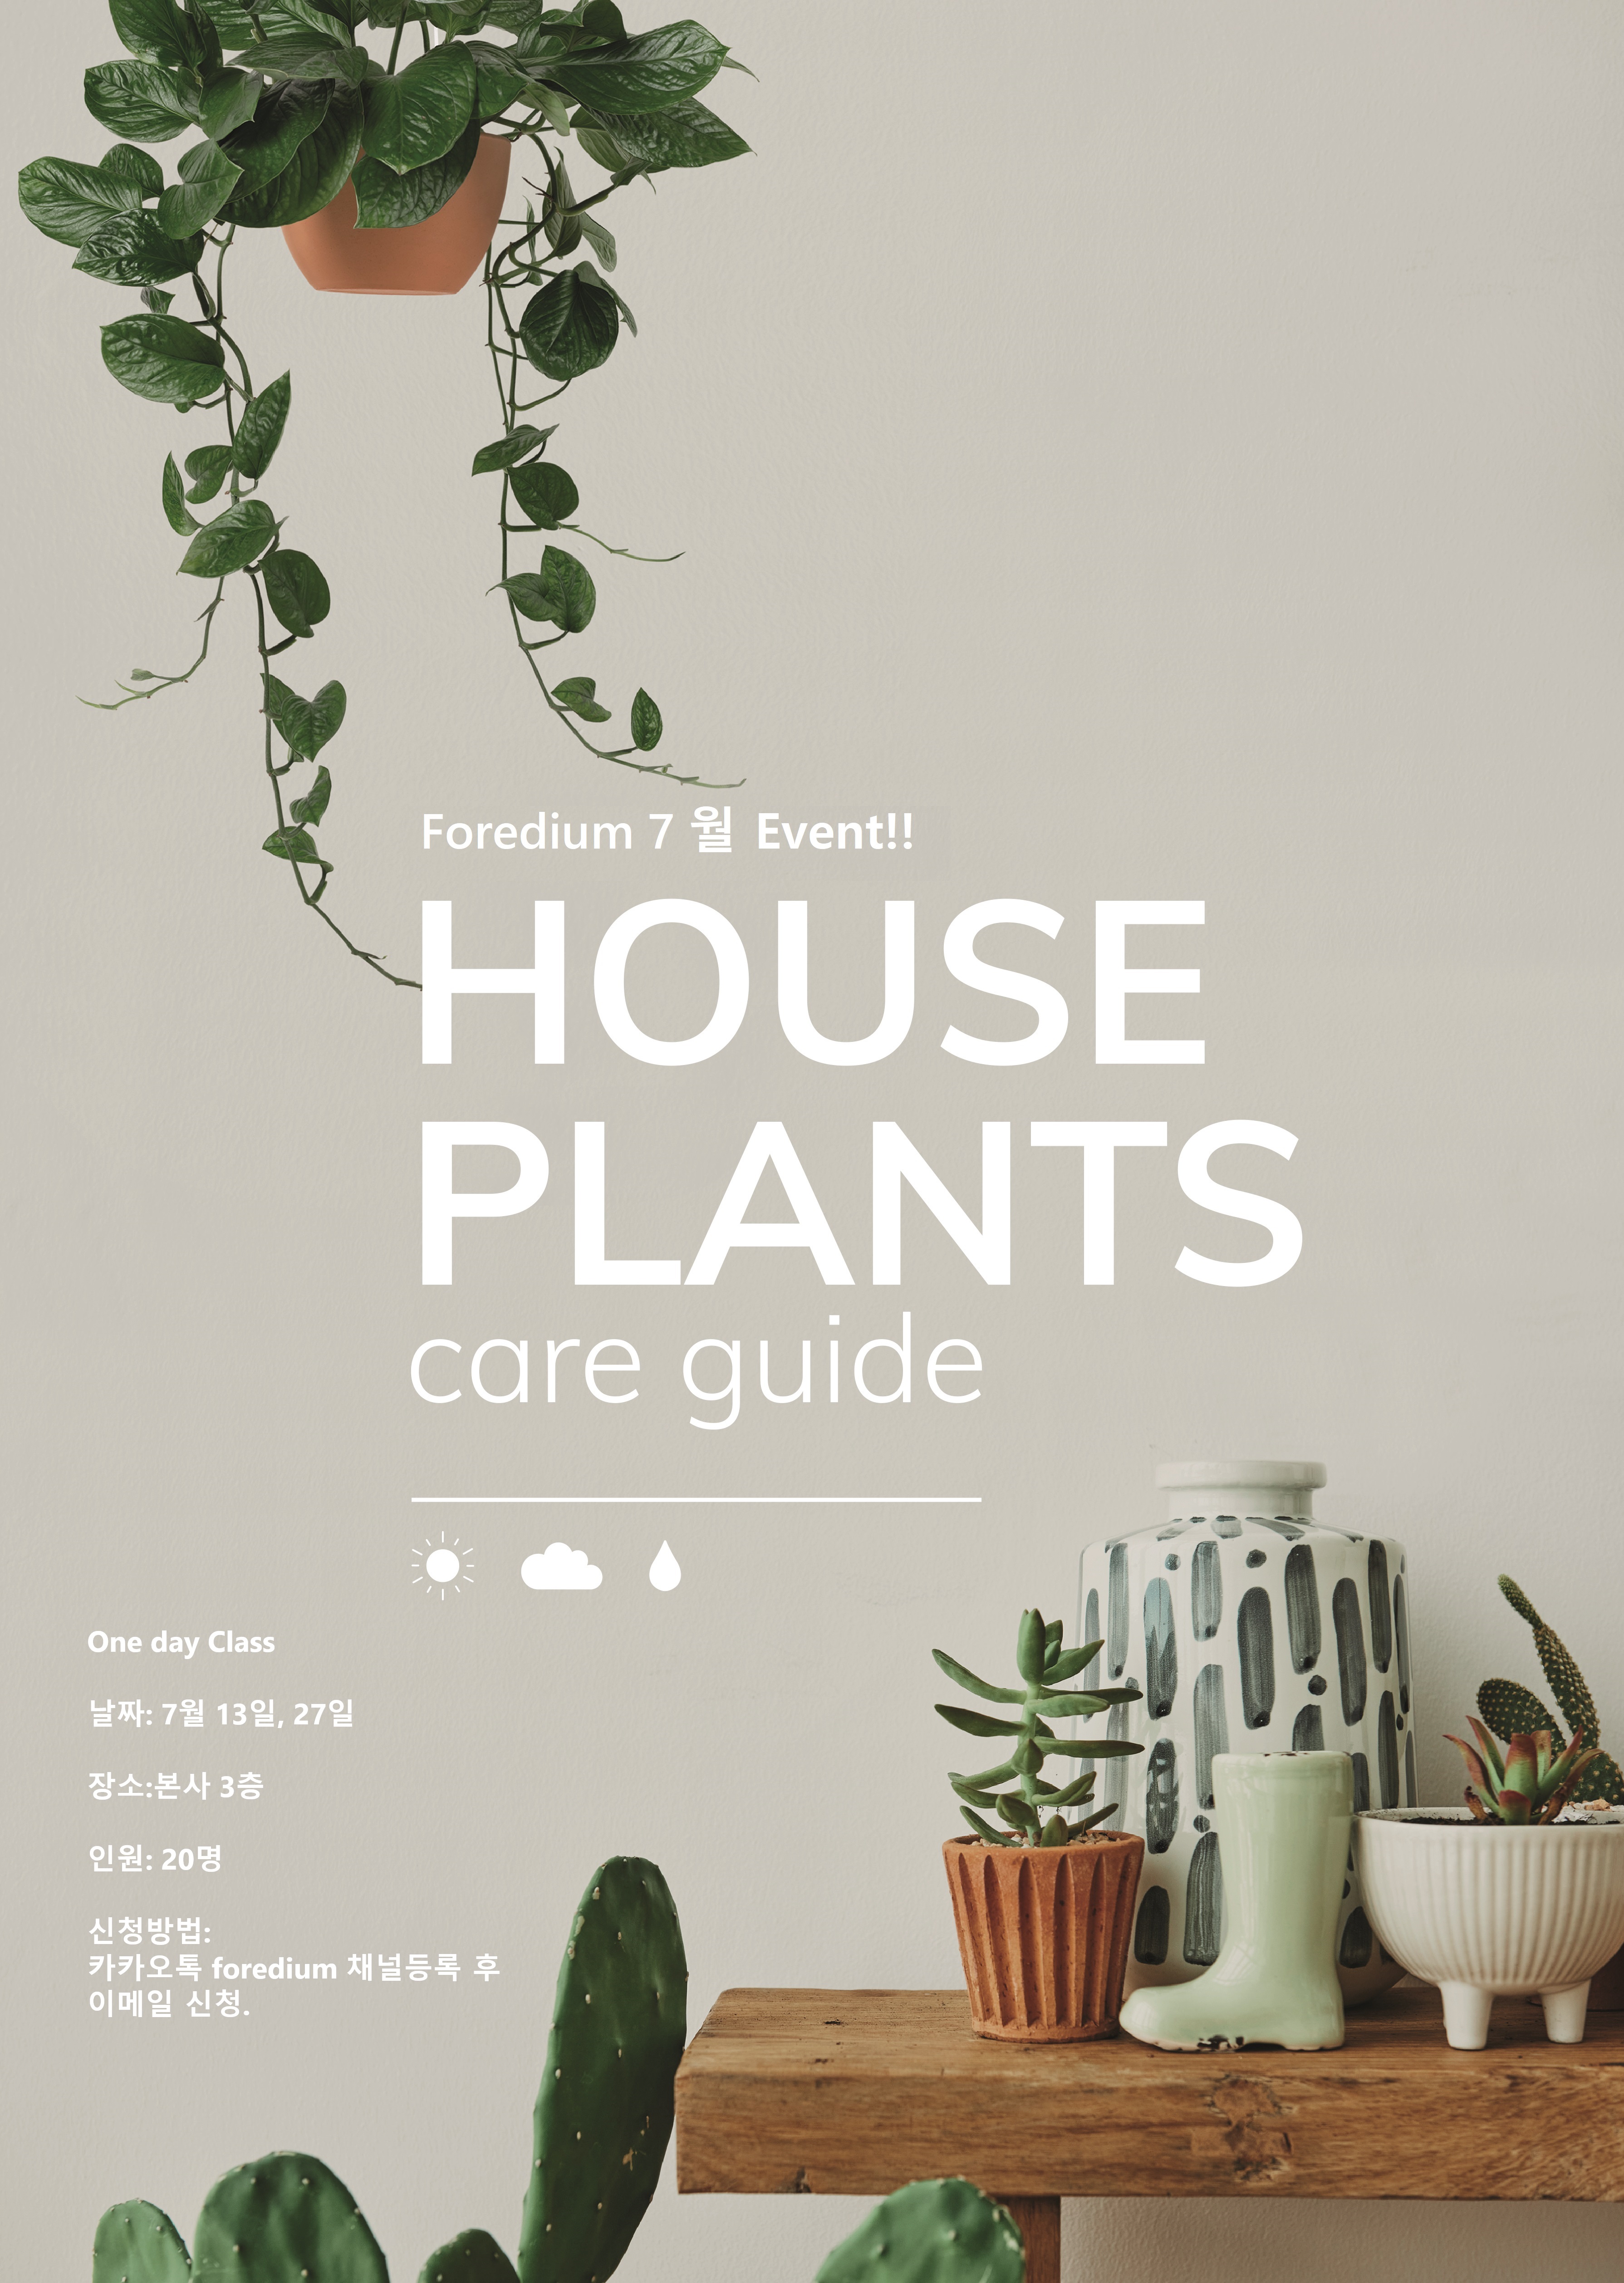 Foredium 7 월 Event!!
HOUSE
PLANTS
care guide
One day Class
날짜: 7월 13일, 27일
장소:본사 3층
인원: 20명
신청방법:
카카오톡 foredium 채널등록 후
이메일 신청.